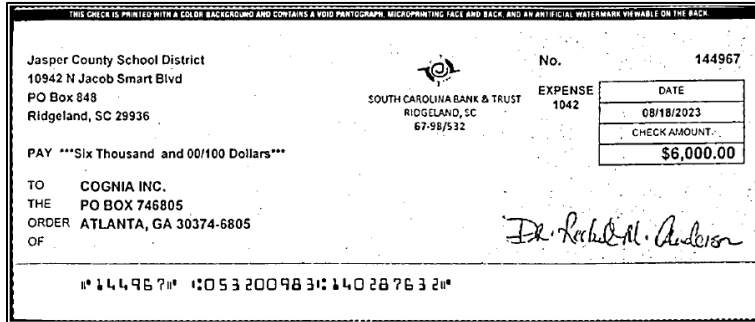 THIS CHECK IS PRINTED WITH A COLOR BACKGROUND AND CONTAINS A VOID PANTOGRAPH, MICROPRINTING FACE AND BACK, AND AN ARTIFICIAL WATERMARK VIEWABLE ON THE BACK.
Jasper County School District
10942 N Jacob Smart Blvd
PO Box 848
Ridgeland, SC 29936
SOUTH CAROLINA BANK & TRUST
RIDGELAND, SC
67-98/532
No. 144967
EXPENSE
1042
DATE
08/18/2023
CHECK AMOUNT
$6,000.00
PAY ***Six Thousand and 00/100 Dollars***
TO COGNIA INC.
THE PO BOX 746805
ORDER ATLANTA, GA 30374-6805
OF
Dr. Rechel M. Anderson
⑈144967⑈ ⑆053200983⑆140287632⑈